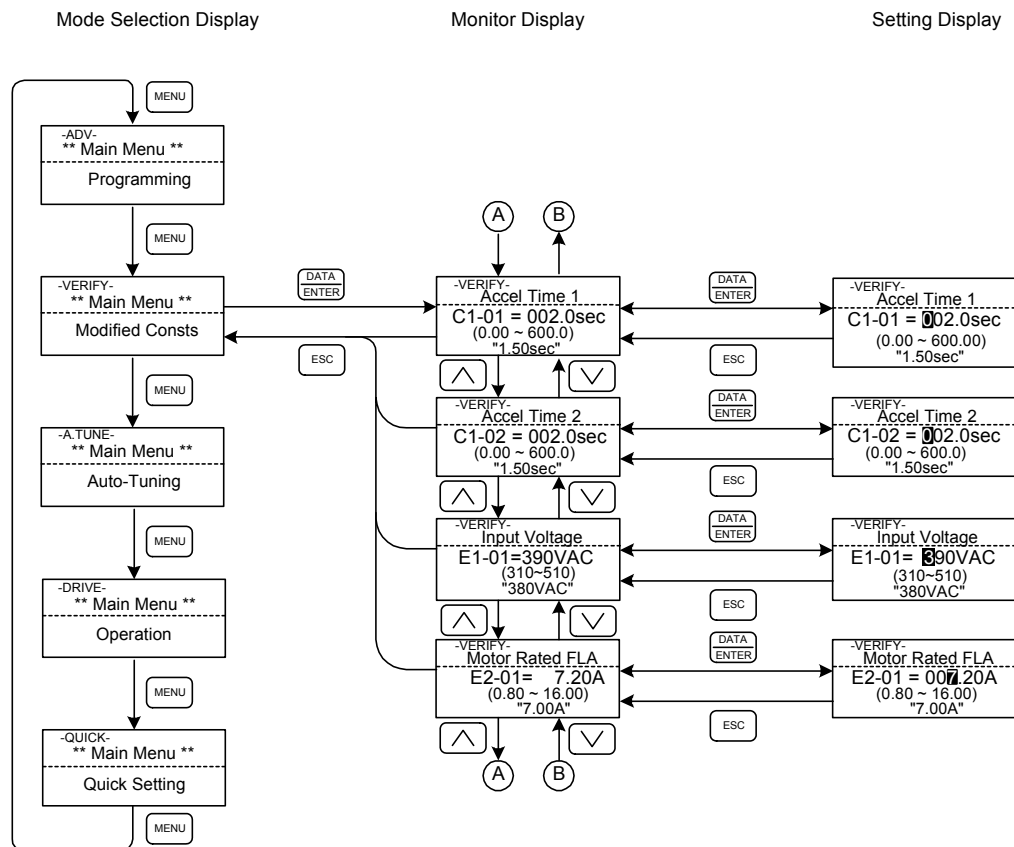 Mode Selection Display
Monitor Display
Setting Display
MENU
-ADV-
** Main Menu **
Programming
MENU
-VERIFY-
** Main Menu **
Modified Consts
MENU
-A.TUNE-
** Main Menu **
Auto-Tuning
MENU
-DRIVE-
** Main Menu **
Operation
MENU
-QUICK-
** Main Menu **
Quick Setting
MENU
DATA
ENTER
ESC
A
B
-VERIFY-
Accel Time 1
C1-01 = 002.0sec
(0.00 ~ 600.0)
"1.50sec"
-VERIFY-
Accel Time 2
C1-02 = 002.0sec
(0.00 ~ 600.0)
"1.50sec"
-VERIFY-
Input Voltage
E1-01=390VAC
(310~510)
"380VAC"
-VERIFY-
Motor Rated FLA
E2-01= 7.20A
(0.80 ~ 16.00)
"7.00A"
A
B
DATA
ENTER
ESC
DATA
ENTER
ESC
DATA
ENTER
ESC
DATA
ENTER
ESC
-VERIFY-
Accel Time 1
C1-01 = 002.0sec
(0.00 ~ 600.00)
"1.50sec"
-VERIFY-
Accel Time 2
C1-02 = 002.0sec
(0.00 ~ 600.0)
"1.50sec"
-VERIFY-
Input Voltage
E1-01= 390VAC
(310~510)
"380VAC"
-VERIFY-
Motor Rated FLA
E2-01 = 007.20A
(0.80 ~ 16.00)
"7.00A"